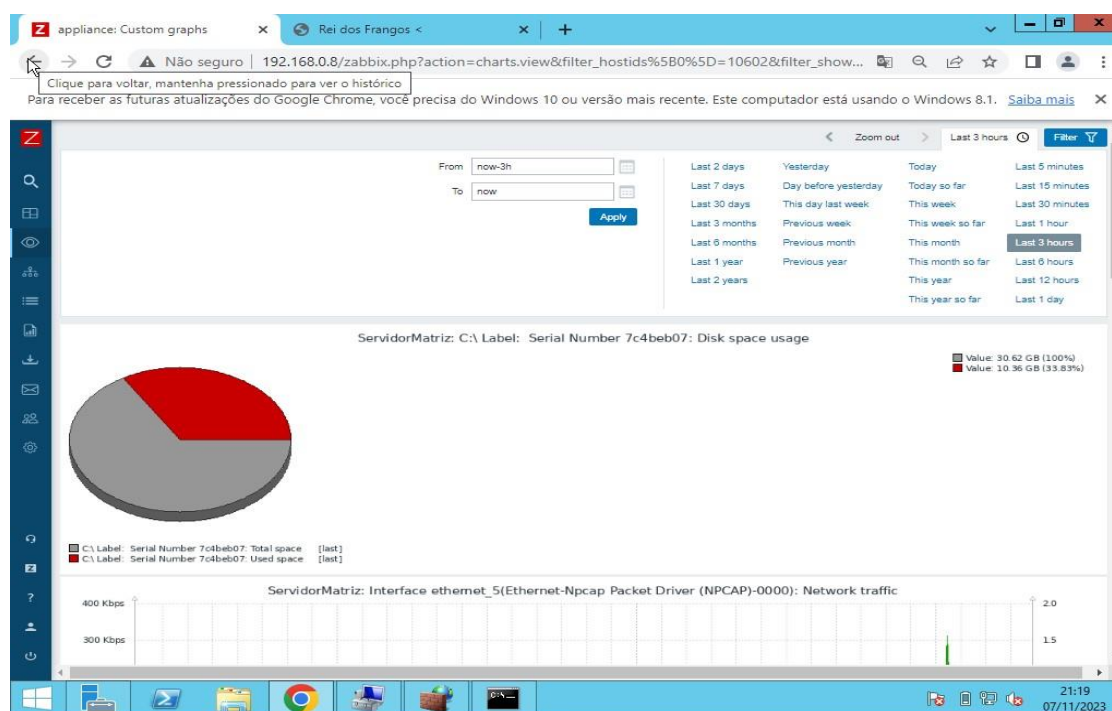 appliance: Custom graphs
Rei dos Frangos <
Não seguro
192.168.0.8/zabbix.php?action=charts.view&filter_hostids%5B0%5D=10602&filter_show...
Clique para voltar, mantenha pressionado para ver o histórico
Para receber as futuras atualizações do Google Chrome, você precisa do Windows 10 ou versão mais recente. Este computador está usando o Windows 8.1. Saiba mais
Z
Zoom out
Last 3 hours
Filter
From now-3h
To now
Apply
Last 2 days Yesterday Today Last 5 minutes
Last 7 days Day before yesterday Today so far Last 15 minutes
Last 30 days This day last week This week Last 30 minutes
Last 3 months Previous week This week so far Last 1 hour
Last 6 months Previous month This month Last 3 hours
Last 1 year Previous year This month so far Last 6 hours
Last 2 years This year Last 12 hours
This year so far Last 1 day
ServidorMatriz: C:\ Label: Serial Number 7c4beb07: Disk space usage
Value: 30.62 GB (100%)
Value: 10.36 GB (33.83%)
C:\ Label: Serial Number 7c4beb07: Total space [last]
C:\ Label: Serial Number 7c4beb07: Used space [last]
ServidorMatriz: Interface ethernet_5(Ethernet-Npcap Packet Driver (NPCAP)-0000): Network traffic
400 Kbps 2.0
300 Kbps 1.5
21:19
07/11/2023